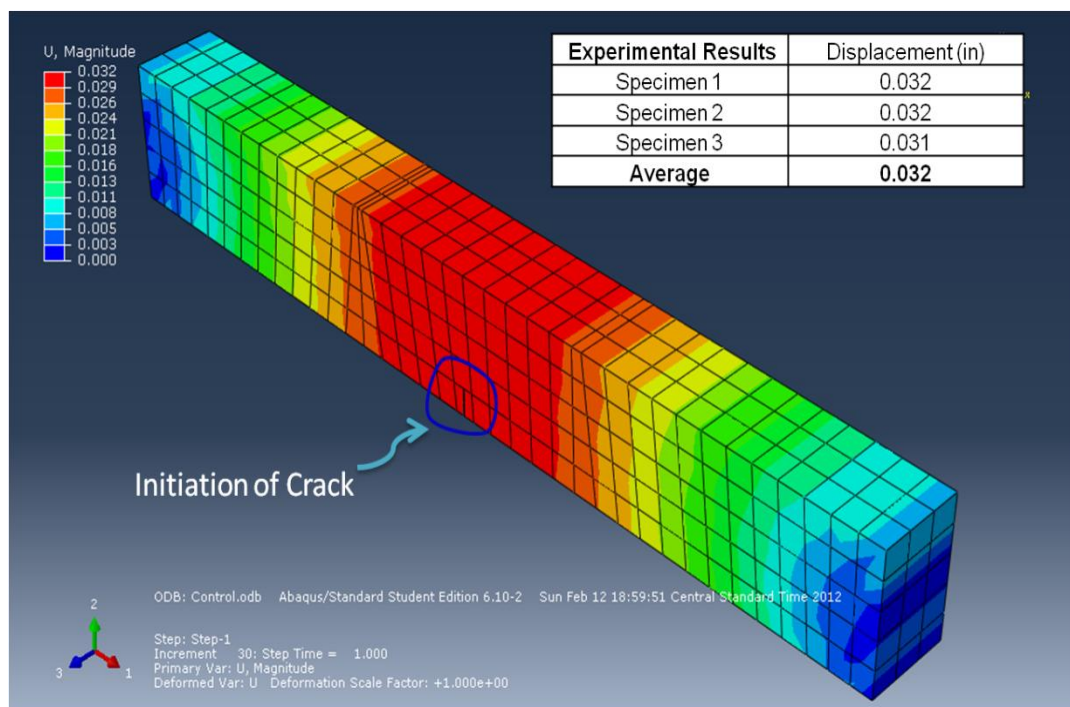 U, Magnitude
0.032
0.029
0.026
0.024
0.021
0.018
0.016
0.013
0.011
0.008
0.005
0.003
0.000
Experimental Results Displacement (in)
Specimen 1 0.032
Specimen 2 0.032
Specimen 3 0.031
Average 0.032
x
Initiation of Crack
ODB: Control.odb Abaqus/Standard Student Edition 6.10-2 Sun Feb 12 18:59:51 Central Standard Time 2012
Step: Step-1
Increment 30: Step Time = 1.000
Primary Var: U, Magnitude
Deformed Var: U Deformation Scale Factor: +1.000e+00
2
3 1